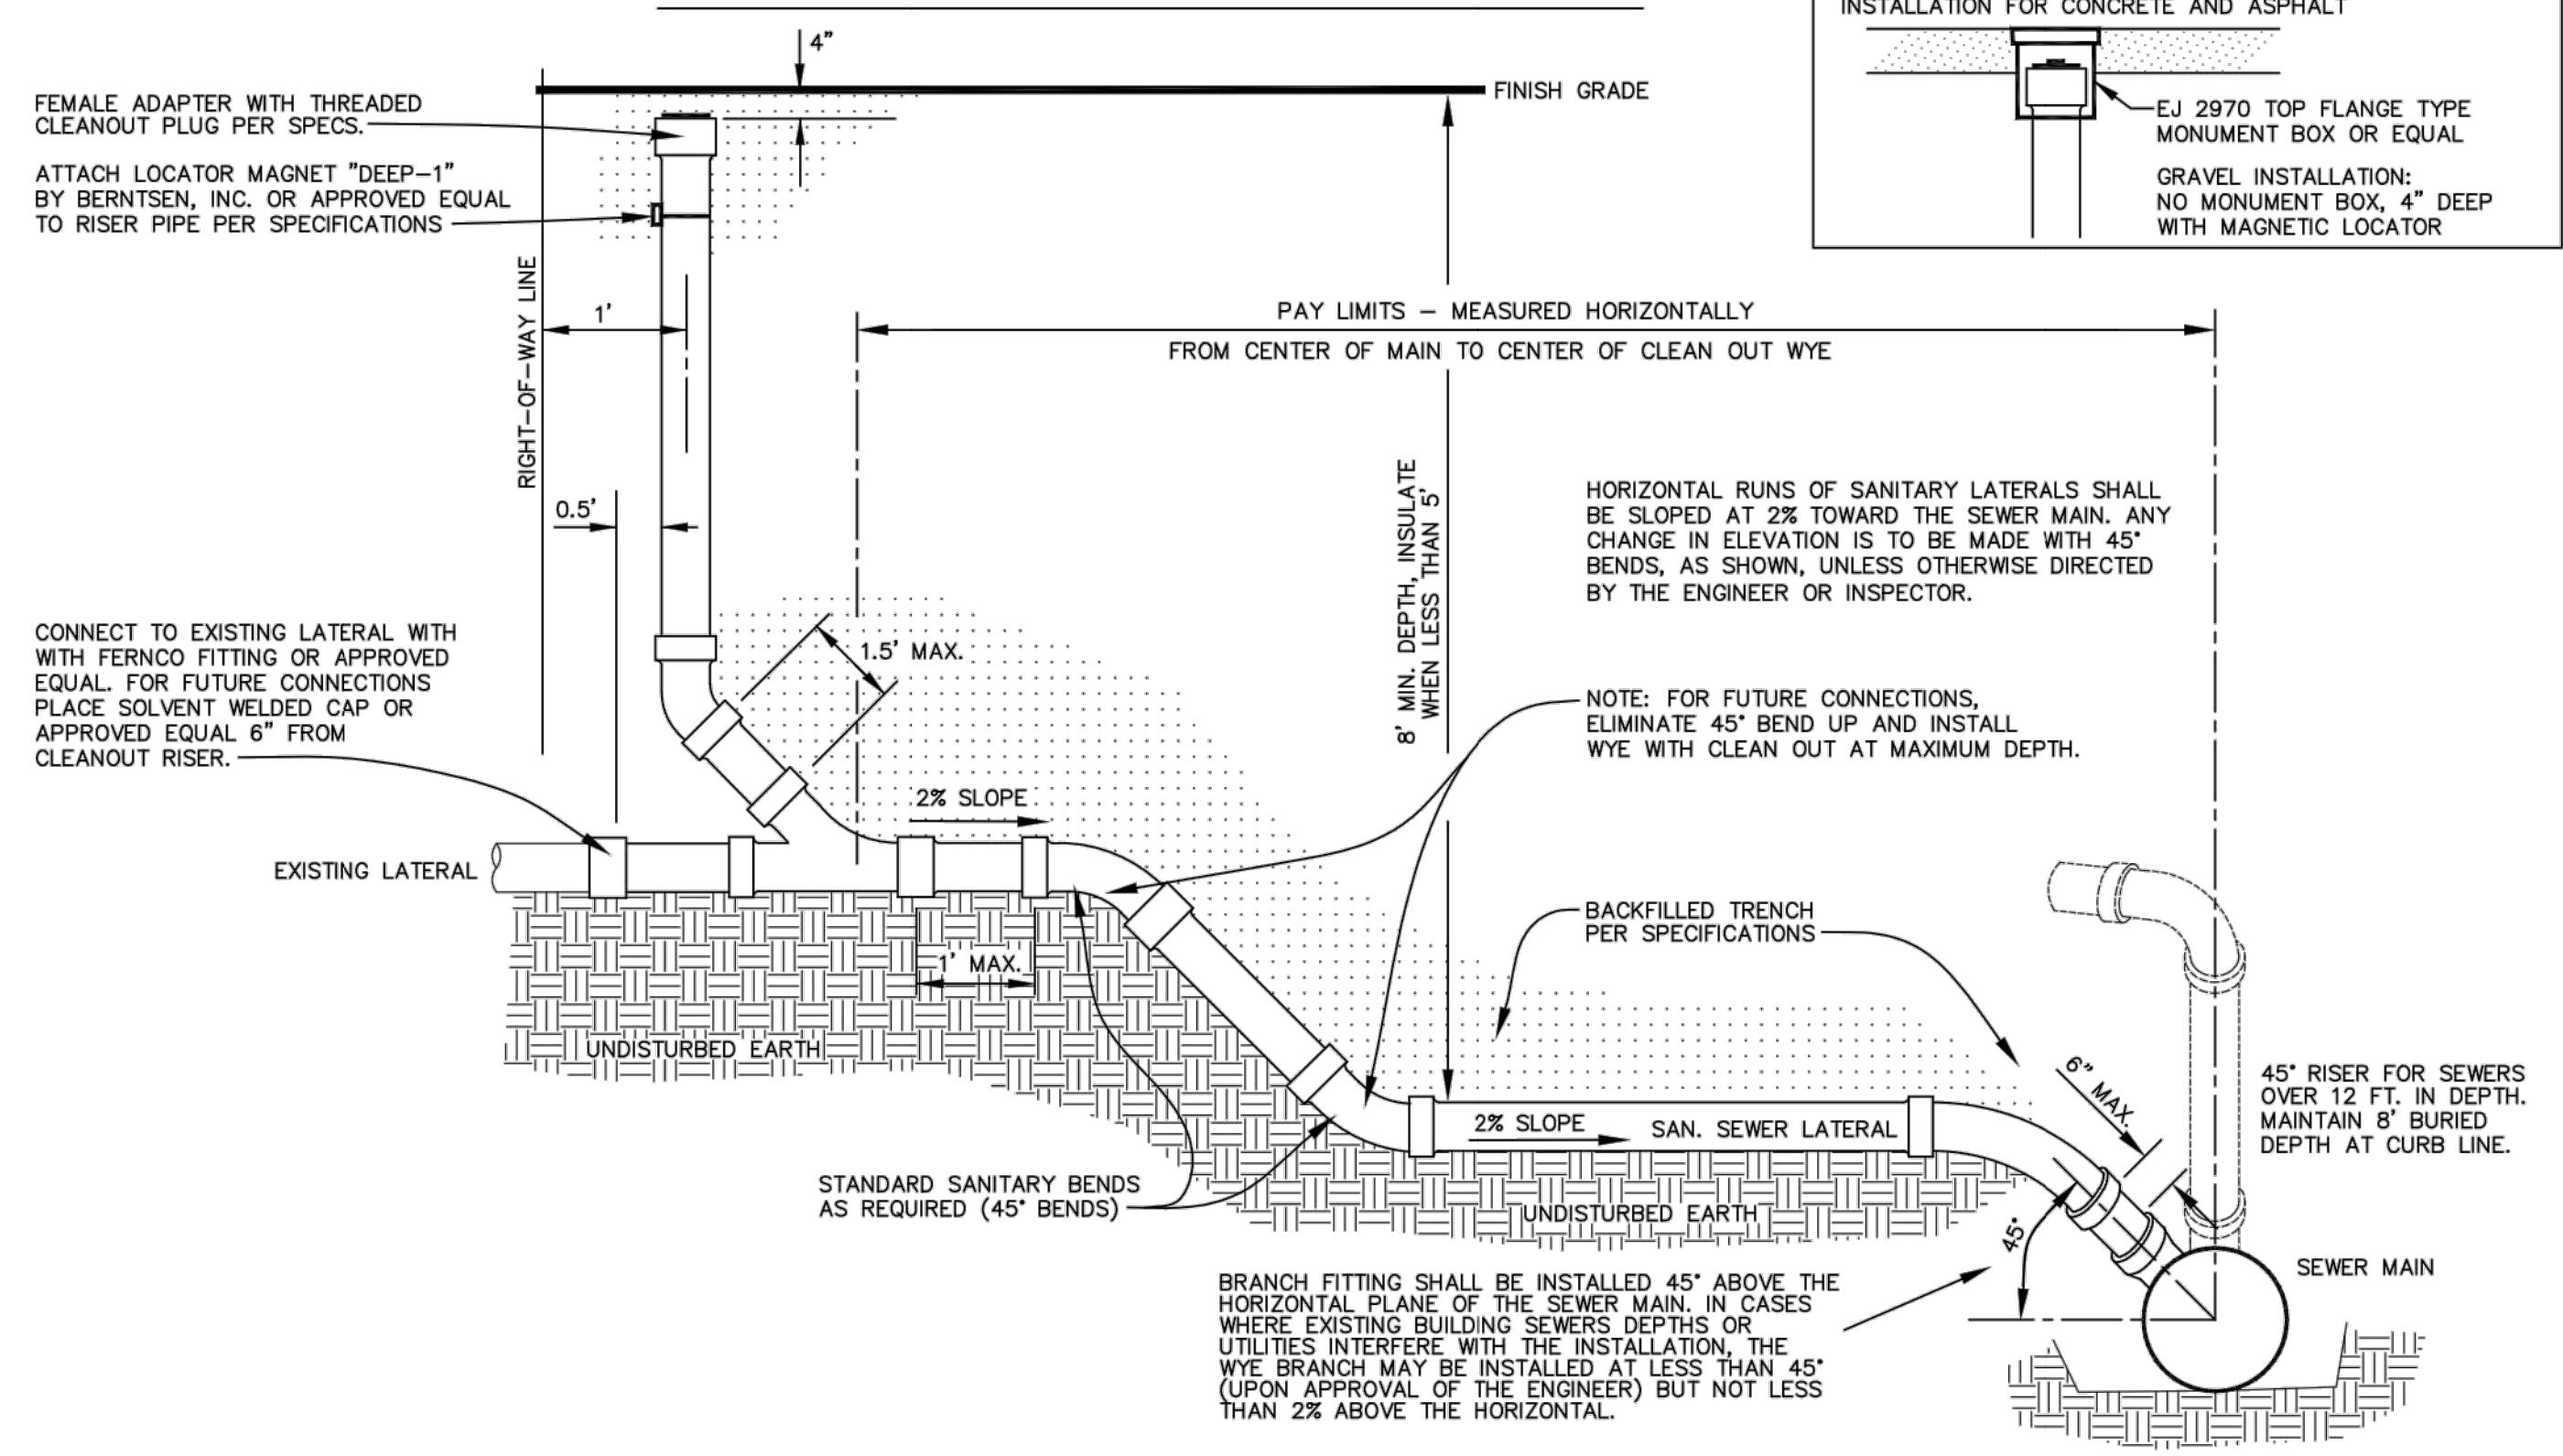 INSTALLATION FOR CONCRETE AND ASPHALT
4"
FINISH GRADE
FEMALE ADAPTER WITH THREADED
CLEANOUT PLUG PER SPECS.
EJ 2970 TOP FLANGE TYPE
MONUMENT BOX OR EQUAL
GRAVEL INSTALLATION:
NO MONUMENT BOX, 4" DEEP
WITH MAGNETIC LOCATOR
ATTACH LOCATOR MAGNET "DEEP-1"
BY BERNTSEN, INC. OR APPROVED EQUAL
TO RISER PIPE PER SPECIFICATIONS
RIGHT-OF-WAY LINE
1'
PAY LIMITS – MEASURED HORIZONTALLY
FROM CENTER OF MAIN TO CENTER OF CLEAN OUT WYE
0.5'
8' MIN. DEPTH, INSULATE
WHEN LESS THAN 5'
HORIZONTAL RUNS OF SANITARY LATERALS SHALL
BE SLOPED AT 2% TOWARD THE SEWER MAIN. ANY
CHANGE IN ELEVATION IS TO BE MADE WITH 45°
BENDS, AS SHOWN, UNLESS OTHERWISE DIRECTED
BY THE ENGINEER OR INSPECTOR.
CONNECT TO EXISTING LATERAL WITH
WITH FERNCO FITTING OR APPROVED
EQUAL. FOR FUTURE CONNECTIONS
PLACE SOLVENT WELDED CAP OR
APPROVED EQUAL 6" FROM
CLEANOUT RISER.
1.5' MAX.
NOTE: FOR FUTURE CONNECTIONS,
ELIMINATE 45° BEND UP AND INSTALL
WYE WITH CLEAN OUT AT MAXIMUM DEPTH.
2% SLOPE
EXISTING LATERAL
BACKFILLED TRENCH
PER SPECIFICATIONS
1' MAX.
UNDISTURBED EARTH
6" MAX.
45° RISER FOR SEWERS
OVER 12 FT. IN DEPTH.
MAINTAIN 8' BURIED
DEPTH AT CURB LINE.
2% SLOPE
SAN. SEWER LATERAL
STANDARD SANITARY BENDS
AS REQUIRED (45° BENDS)
UNDISTURBED EARTH
45°
SEWER MAIN
BRANCH FITTING SHALL BE INSTALLED 45° ABOVE THE
HORIZONTAL PLANE OF THE SEWER MAIN. IN CASES
WHERE EXISTING BUILDING SEWERS DEPTHS OR
UTILITIES INTERFERE WITH THE INSTALLATION, THE
WYE BRANCH MAY BE INSTALLED AT LESS THAN 45°
(UPON APPROVAL OF THE ENGINEER) BUT NOT LESS
THAN 2% ABOVE THE HORIZONTAL.